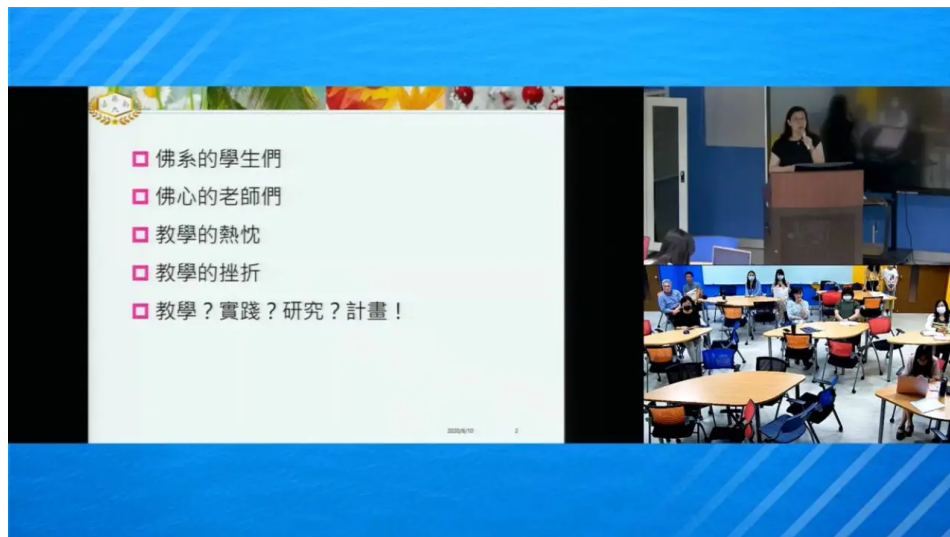 佛系的學生們
佛心的老師們
教學的熱忱
教學的挫折
教學？實踐？研究？計畫！
2020/6/10
2